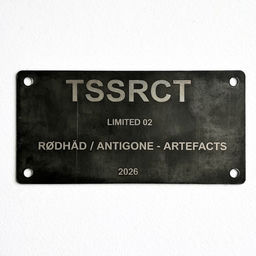 TSSRCT
LIMITED 02
RØDHÅD / ANTIGONE - ARTEFACTS
2026